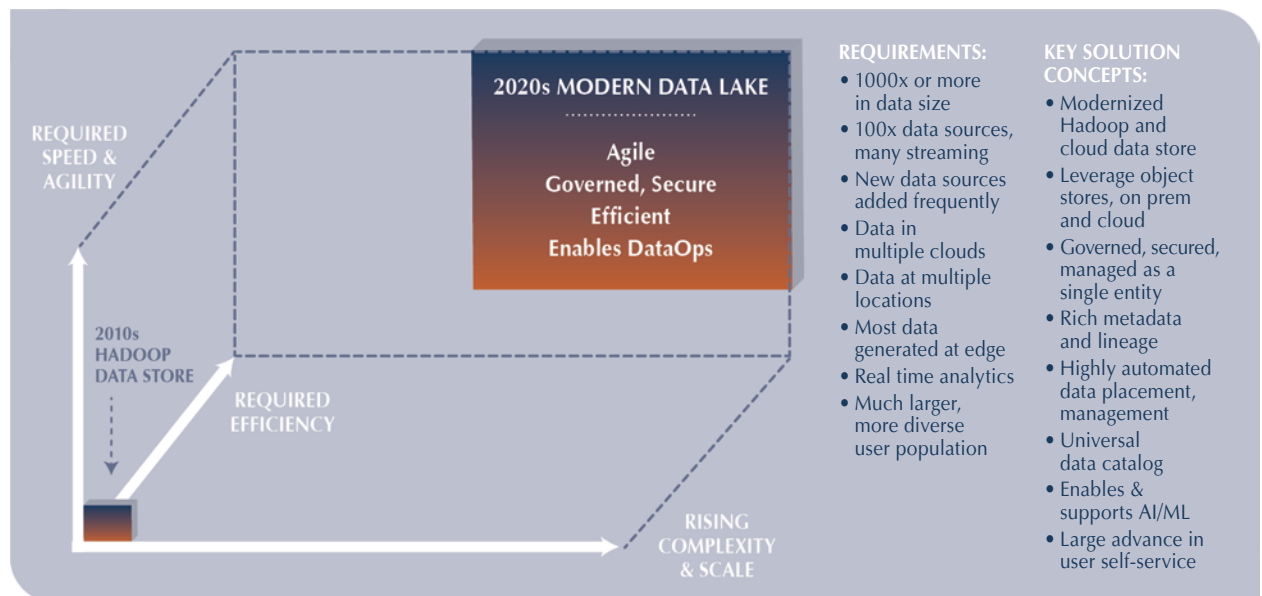 REQUIRED
SPEED &
AGILITY
2020s MODERN DATA LAKE
Agile
Governed, Secure
Efficient
Enables DataOps
2010s
HADOOP
DATA STORE
REQUIRED
EFFICIENCY
RISING
COMPLEXITY
& SCALE
REQUIREMENTS:
• 1000x or more
in data size
• 100x data sources,
many streaming
• New data sources
added frequently
• Data in
multiple clouds
• Data at multiple
locations
• Most data
generated at edge
• Real time analytics
• Much larger,
more diverse
user population
KEY SOLUTION
CONCEPTS:
• Modernized
Hadoop and
cloud data store
• Leverage object
stores, on prem
and cloud
• Governed, secured,
managed as a
single entity
• Rich metadata
and lineage
• Highly automated
data placement,
management
• Universal
data catalog
• Enables &
supports AI/ML
• Large advance in
user self-service